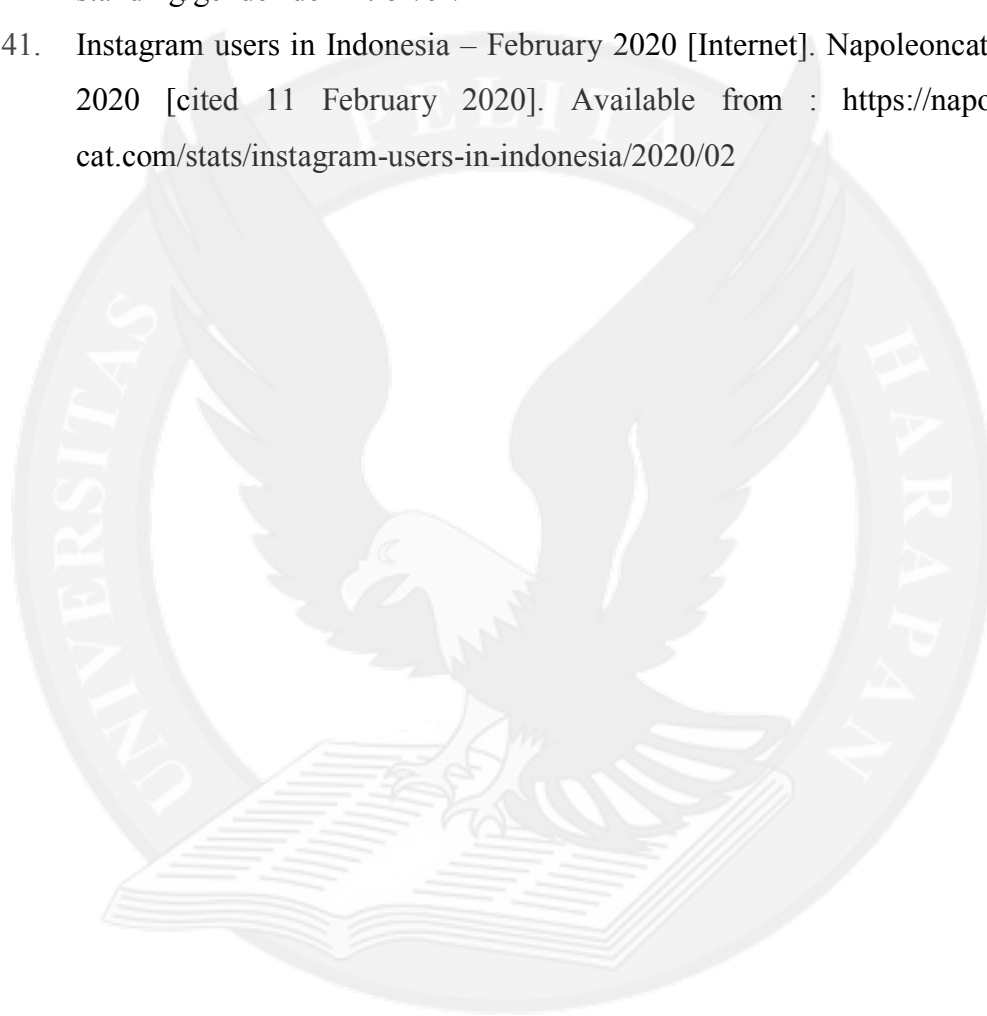 41. Instagram users in Indonesia – February 2020 [Internet]. Napoleoncat
2020 [cited 11 February 2020]. Available from : https://napo
cat.com/stats/instagram-users-in-indonesia/2020/02
PELITA
UNIVERSITAS
HARAPAN